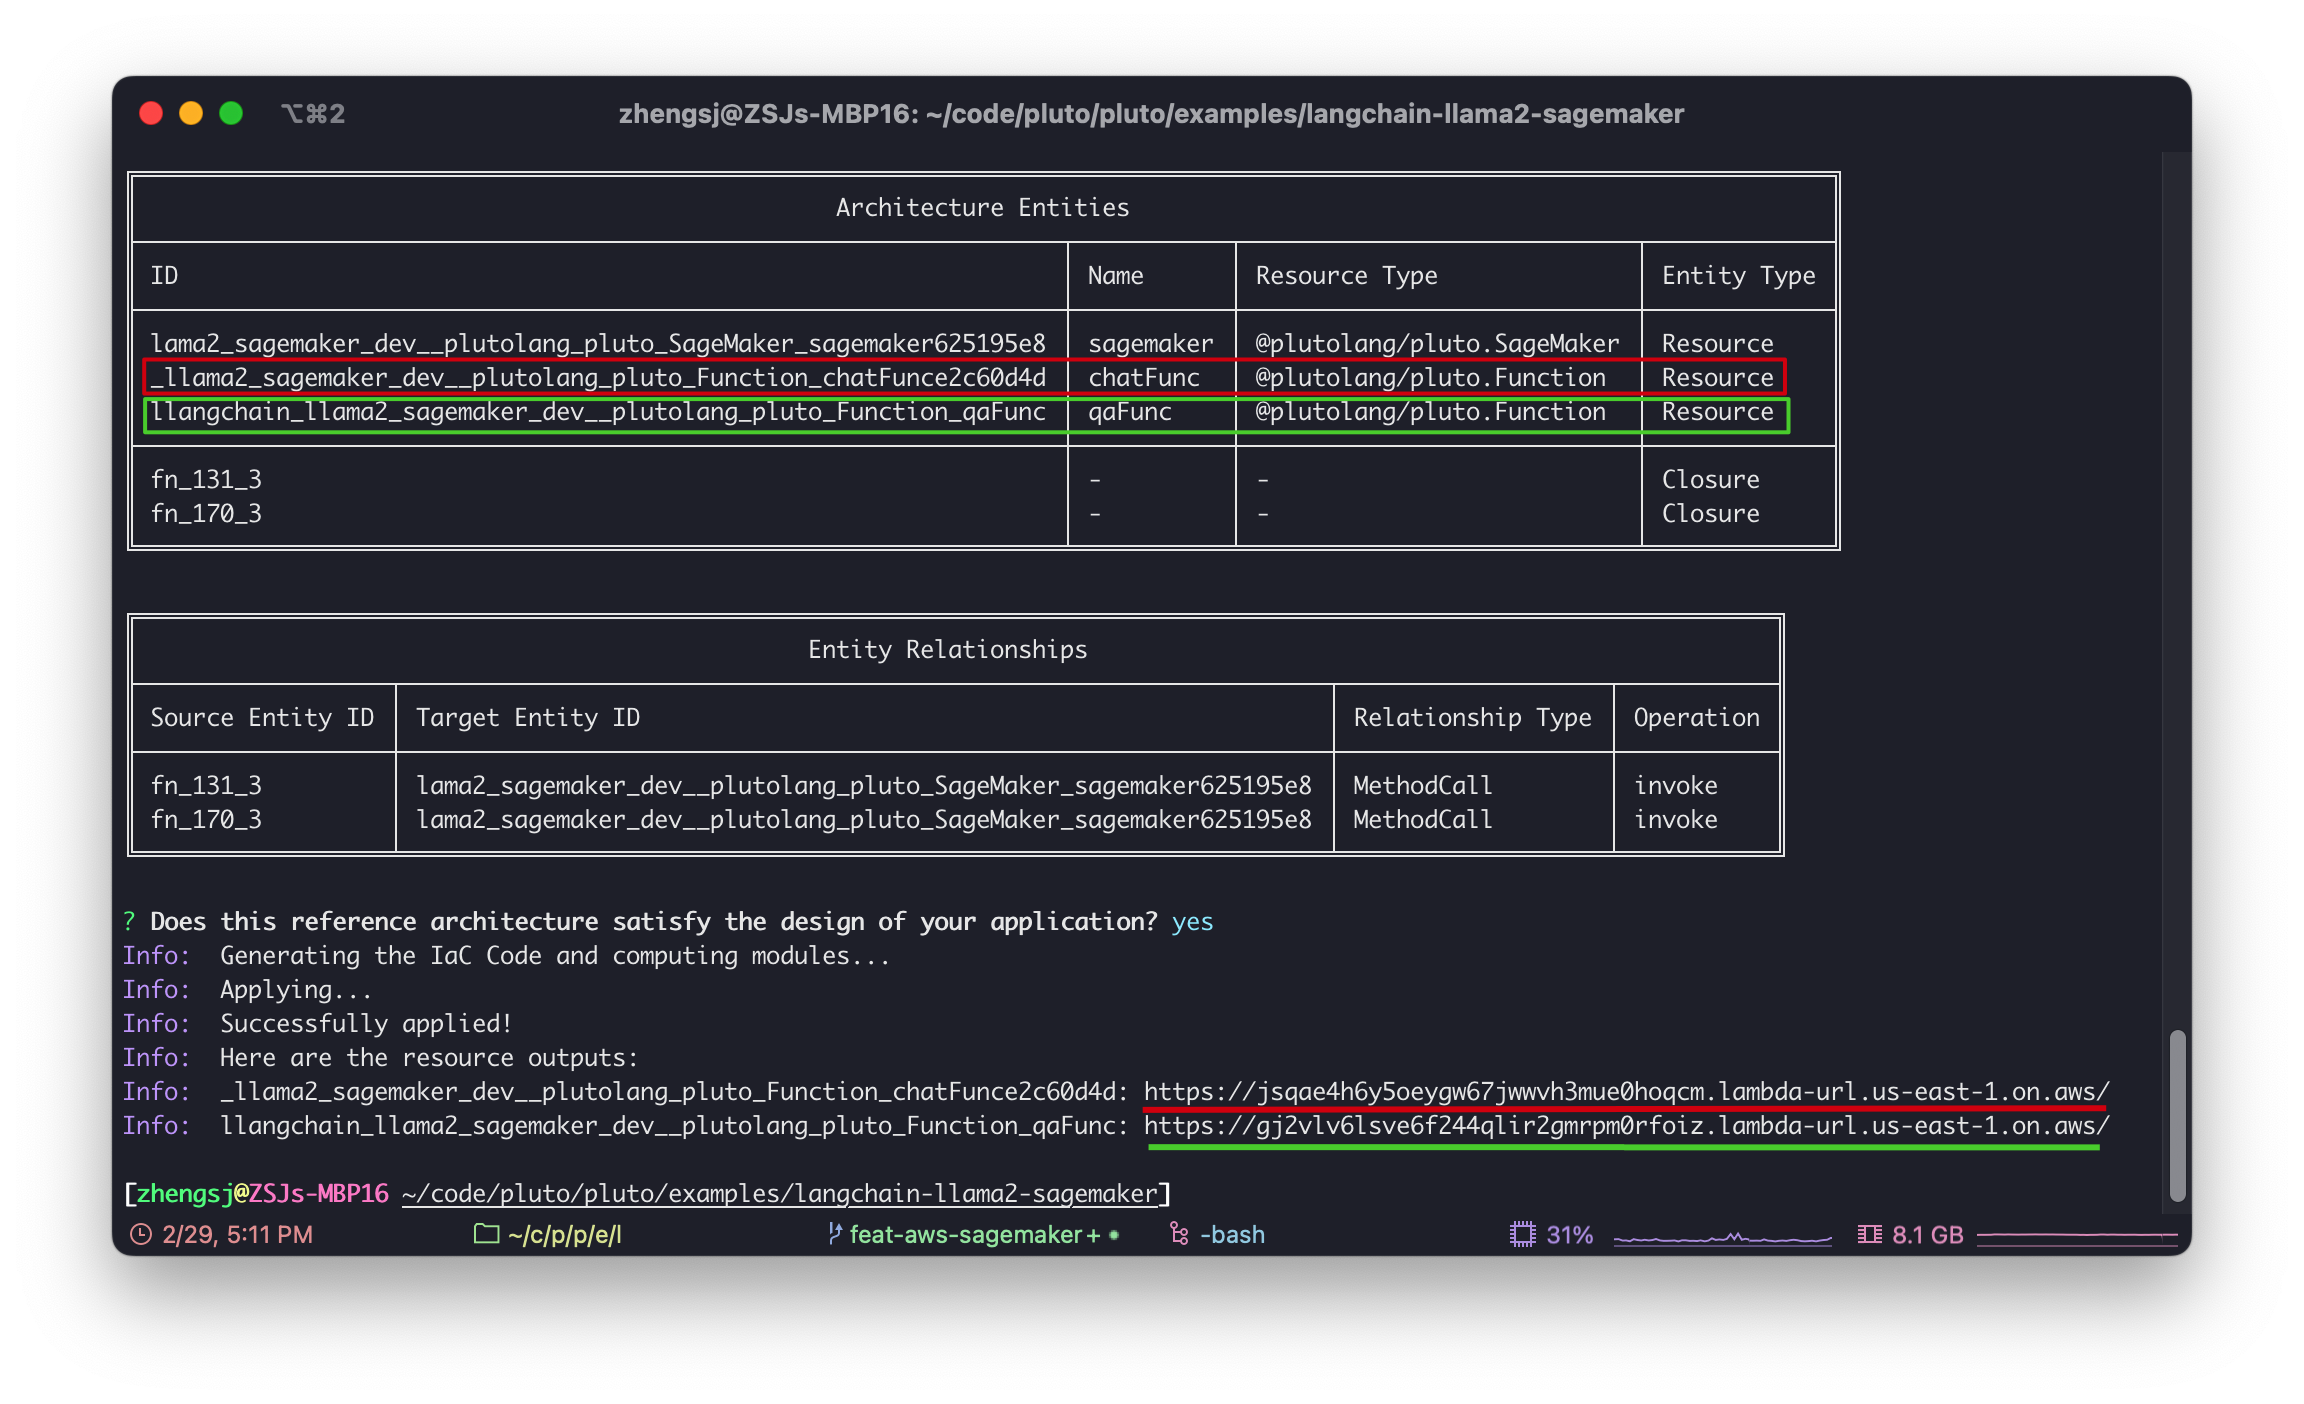 ⌥⌘2
zhengsj@ZSJs-MBP16: ~/code/pluto/pluto/examples/langchain-llama2-sagemaker
Architecture Entities
ID Name Resource Type Entity Type
lama2_sagemaker_dev__plutolang_pluto_SageMaker_sagemaker625195e8 sagemaker @plutolang/pluto.SageMaker Resource
_llama2_sagemaker_dev__plutolang_pluto_Function_chatFunce2c60d4d chatFunc @plutolang/pluto.Function Resource
llangchain_llama2_sagemaker_dev__plutolang_pluto_Function_qaFunc qaFunc @plutolang/pluto.Function Resource
fn_131_3 - - Closure
fn_170_3 - - Closure
Entity Relationships
Source Entity ID Target Entity ID Relationship Type Operation
fn_131_3 lama2_sagemaker_dev__plutolang_pluto_SageMaker_sagemaker625195e8 MethodCall invoke
fn_170_3 lama2_sagemaker_dev__plutolang_pluto_SageMaker_sagemaker625195e8 MethodCall invoke
? Does this reference architecture satisfy the design of your application? yes
Info: Generating the IaC Code and computing modules...
Info: Applying...
Info: Successfully applied!
Info: Here are the resource outputs:
Info: _llama2_sagemaker_dev__plutolang_pluto_Function_chatFunce2c60d4d: https://jsqae4h6y5oeygw67jwwvh3mue0hoqcm.lambda-url.us-east-1.on.aws/
Info: llangchain_llama2_sagemaker_dev__plutolang_pluto_Function_qaFunc: https://gj2vlv6lsve6f244qlir2gmrpm0rfoiz.lambda-url.us-east-1.on.aws/
[zhengsj@ZSJs-MBP16 ~/code/pluto/pluto/examples/langchain-llama2-sagemaker]
2/29, 5:11 PM ~/c/p/p/e/l feat-aws-sagemaker+ • -bash 31% 8.1 GB